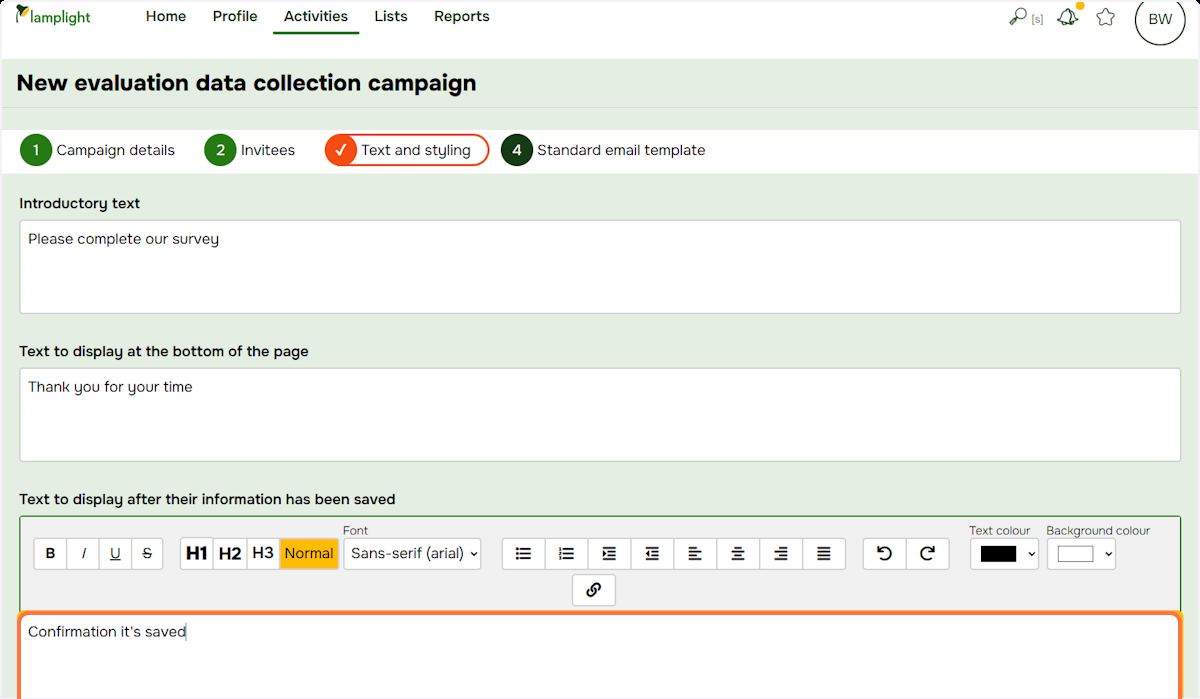 lamplight
Home Profile Activities Lists Reports
[s]
BW
New evaluation data collection campaign
1 Campaign details 2 Invitees ✓ Text and styling 4 Standard email template
Introductory text
Please complete our survey
Text to display at the bottom of the page
Thank you for your time
Text to display after their information has been saved
Font Text colour Background colour
B I U S H1 H2 H3 Normal Sans-serif (arial)
Confirmation it's saved